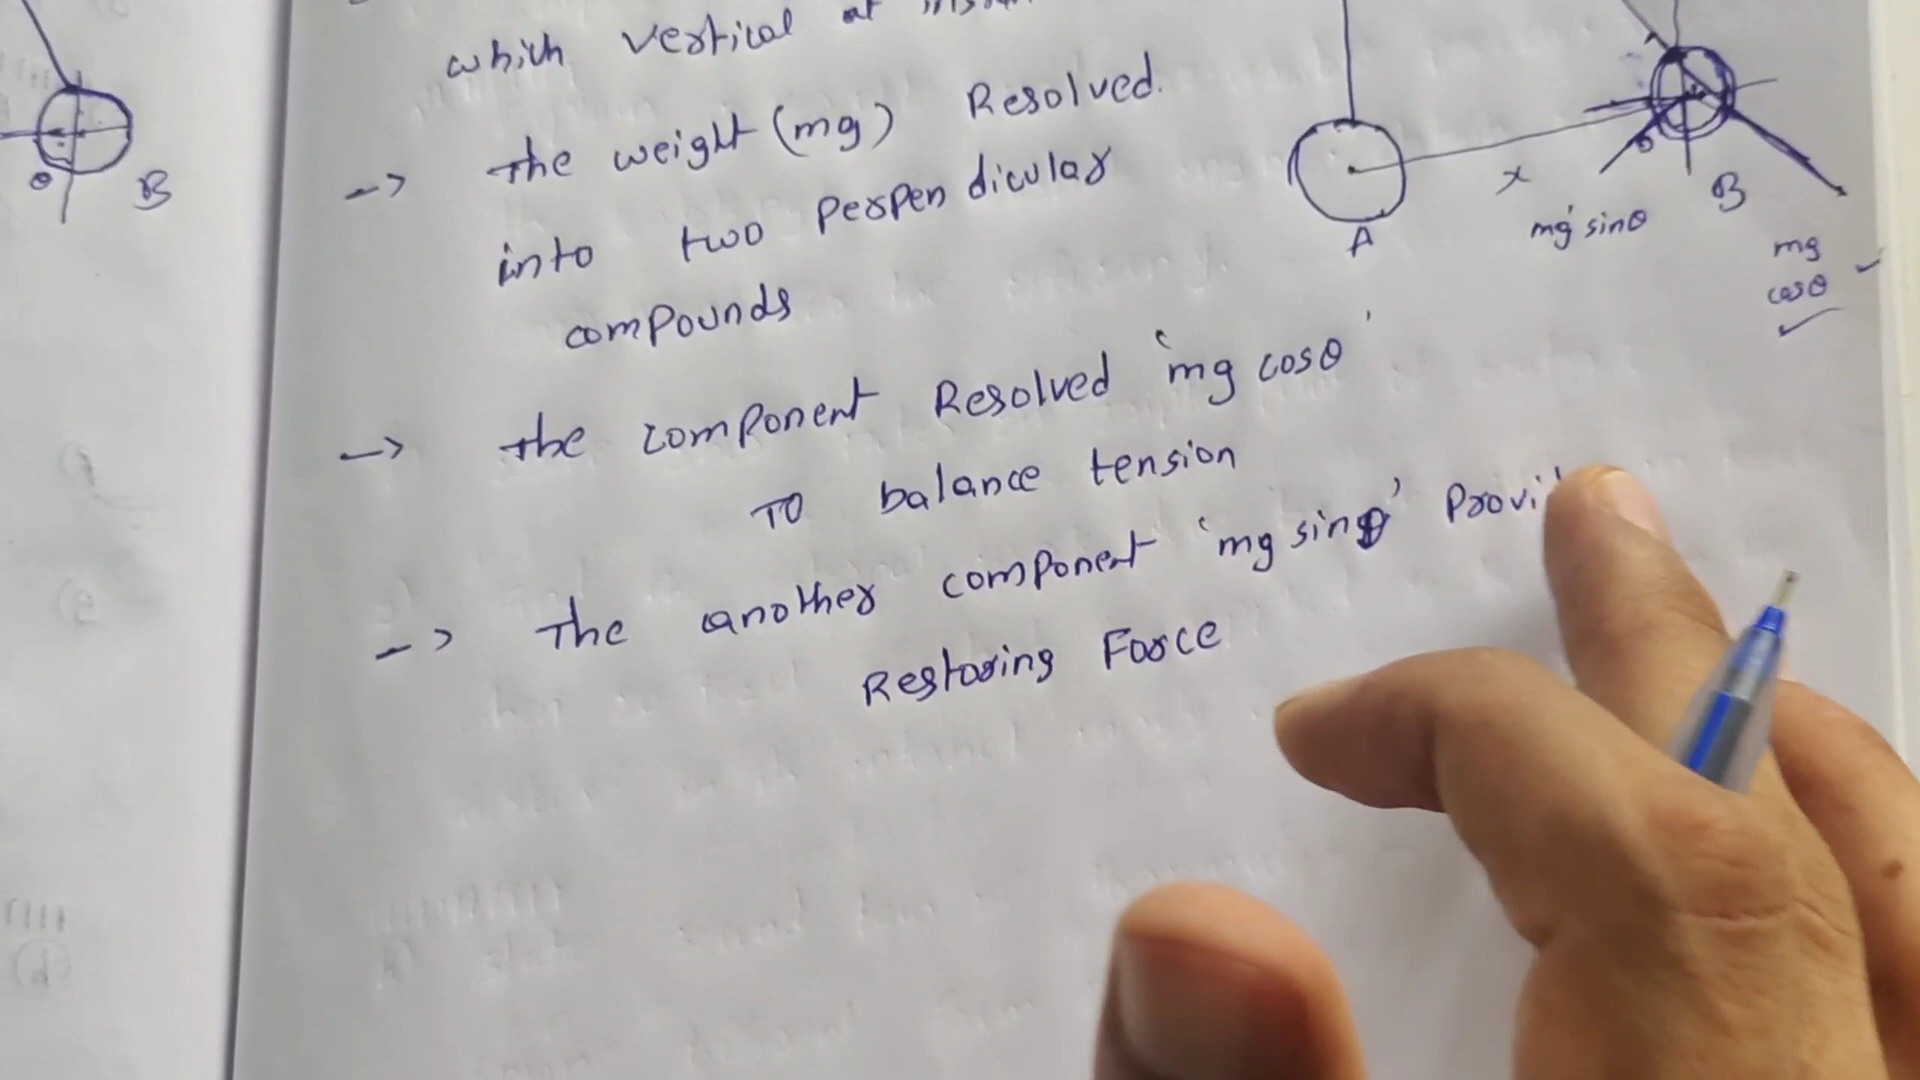 which vertical at
-> the weight (mg) Resolved.
into two perpendicular
compounds
-> the component Resolved 'mg cosθ'
To balance tension
-> The another component 'mg sinθ' Provi
Restoring Force
θ
B
A
x
θ
B
mg sinθ
mg
cosθ